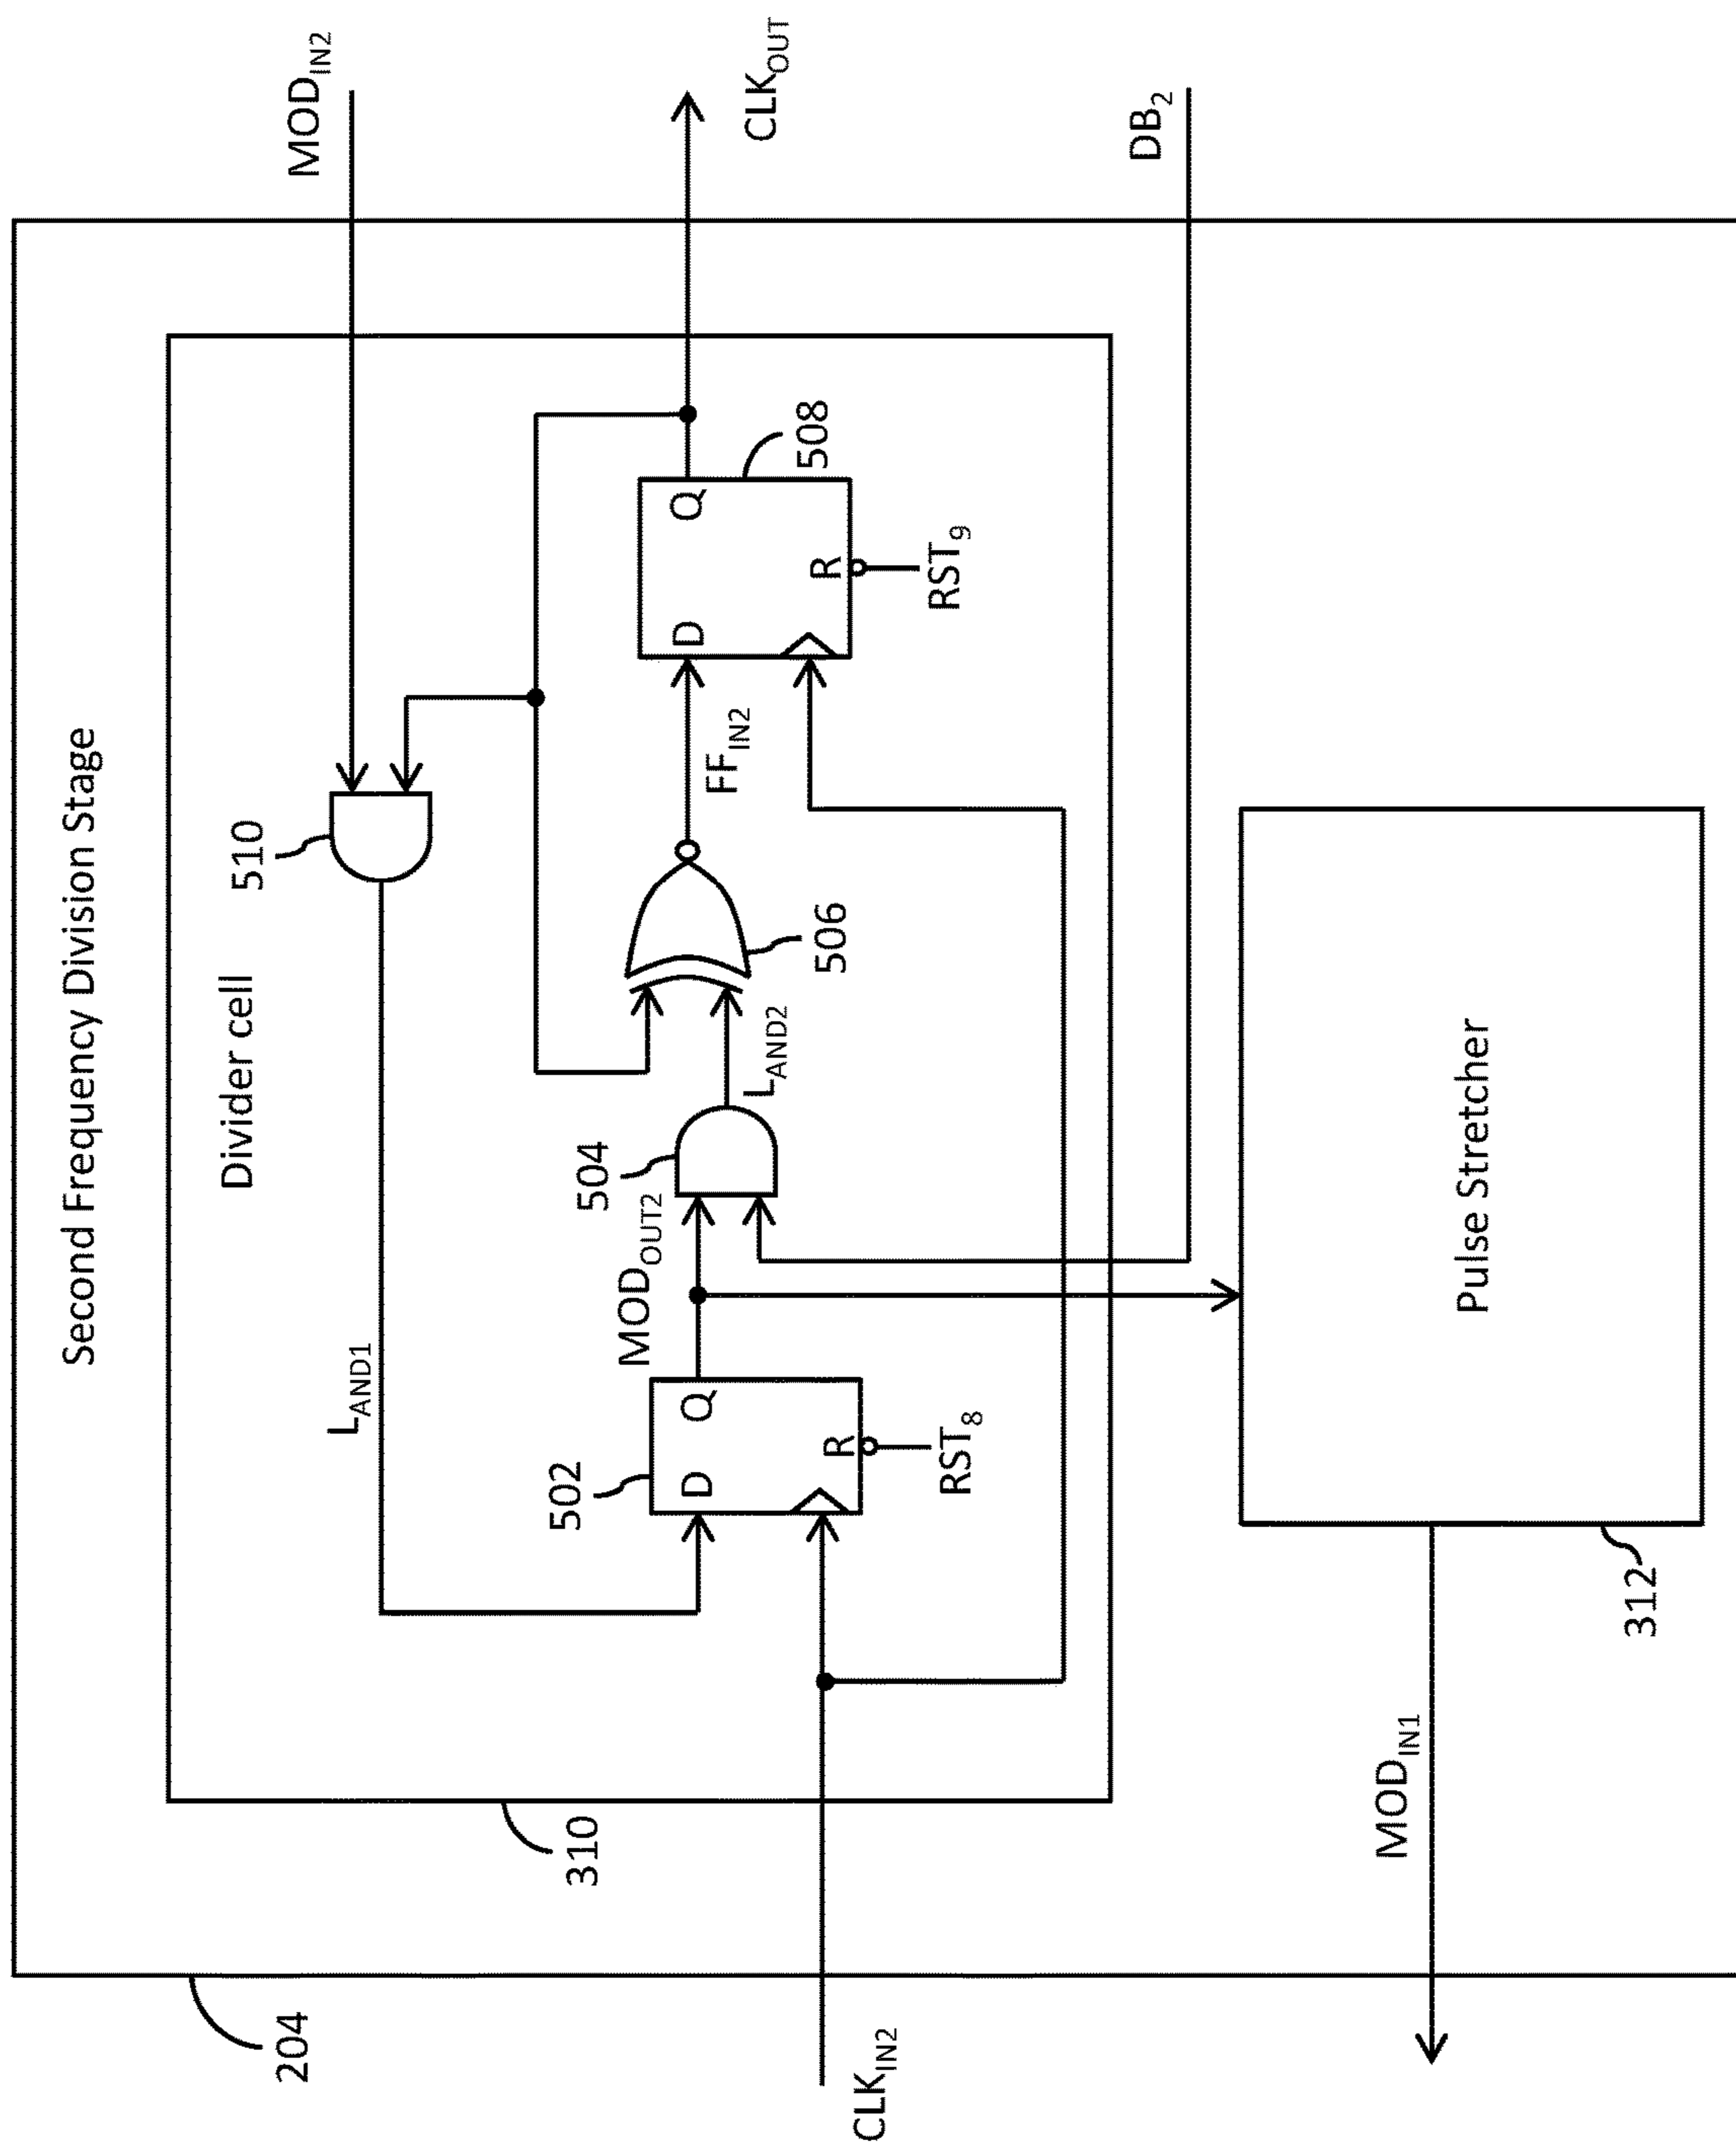 Second Frequency Division Stage
204
Divider cell
310
510
MOD_IN2
L_AND1
502
D
Q
R
RST_8
MOD_OUT2
504
L_AND2
506
FF_IN2
D
Q
R
508
RST_9
CLK_OUT
CLK_IN2
DB_2
Pulse Stretcher
312
MOD_IN1